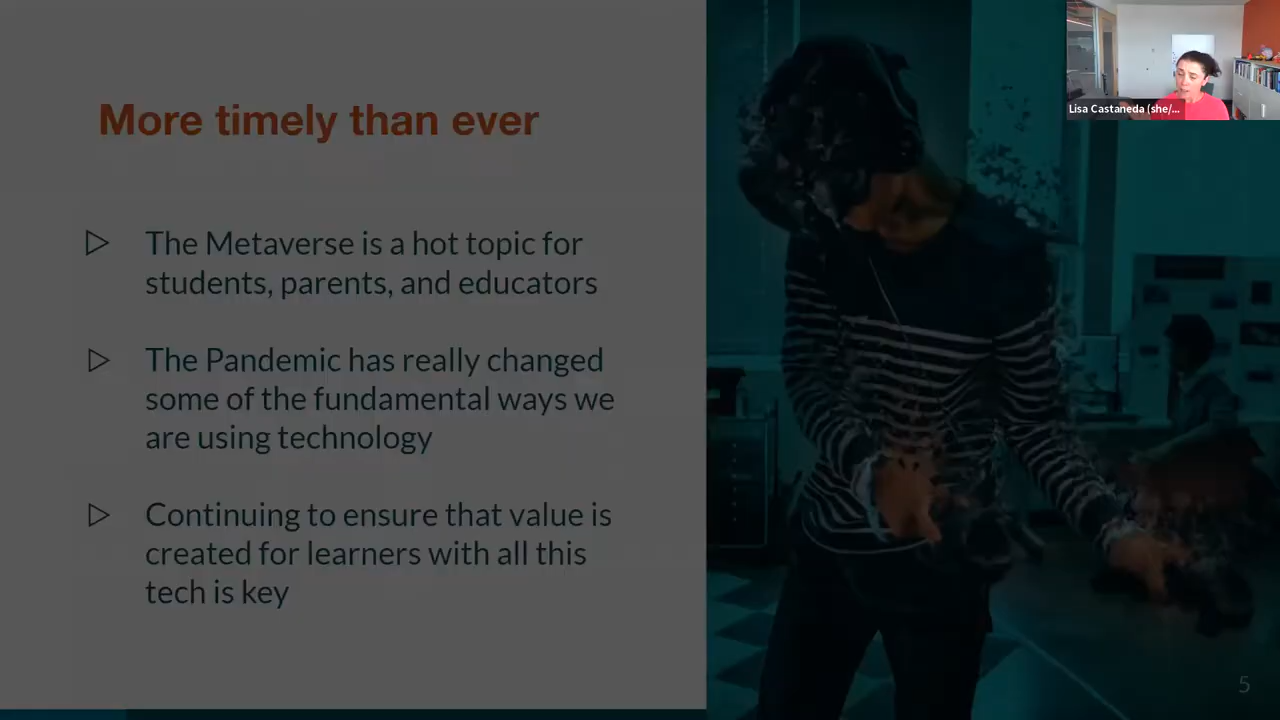 Lisa Castaneda (she/...
More timely than ever
The Metaverse is a hot topic for
students, parents, and educators
The Pandemic has really changed
some of the fundamental ways we
are using technology
Continuing to ensure that value is
created for learners with all this
tech is key
5